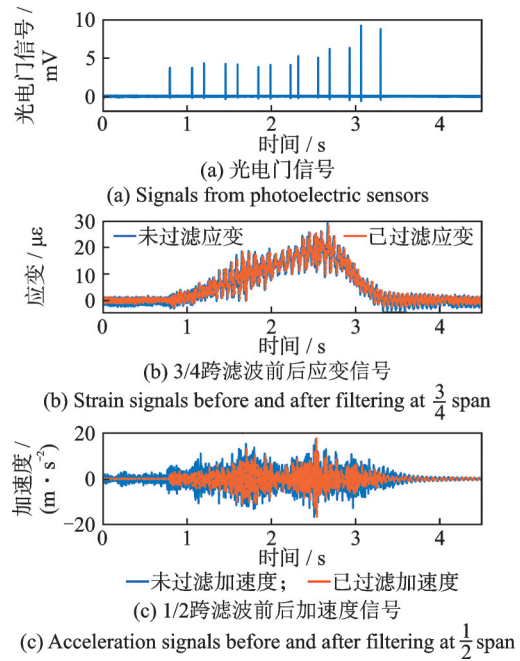 10
光电门信号 /
mV
5
0
1 2 3 4
时间 / s
(a) 光电门信号
(a) Signals from photoelectric sensors
30
未过滤应变 已过滤应变
20
应变 / με
10
0
0 1 2 3 4
时间 / s
(b) 3/4跨滤波前后应变信号
(b) Strain signals before and after filtering at 3/4 span
20
加速度 /
(m·s⁻²)
0
−20
0 1 2 3 4
时间 / s
未过滤加速度; 已过滤加速度
(c) 1/2跨滤波前后加速度信号
(c) Acceleration signals before and after filtering at 1/2 span